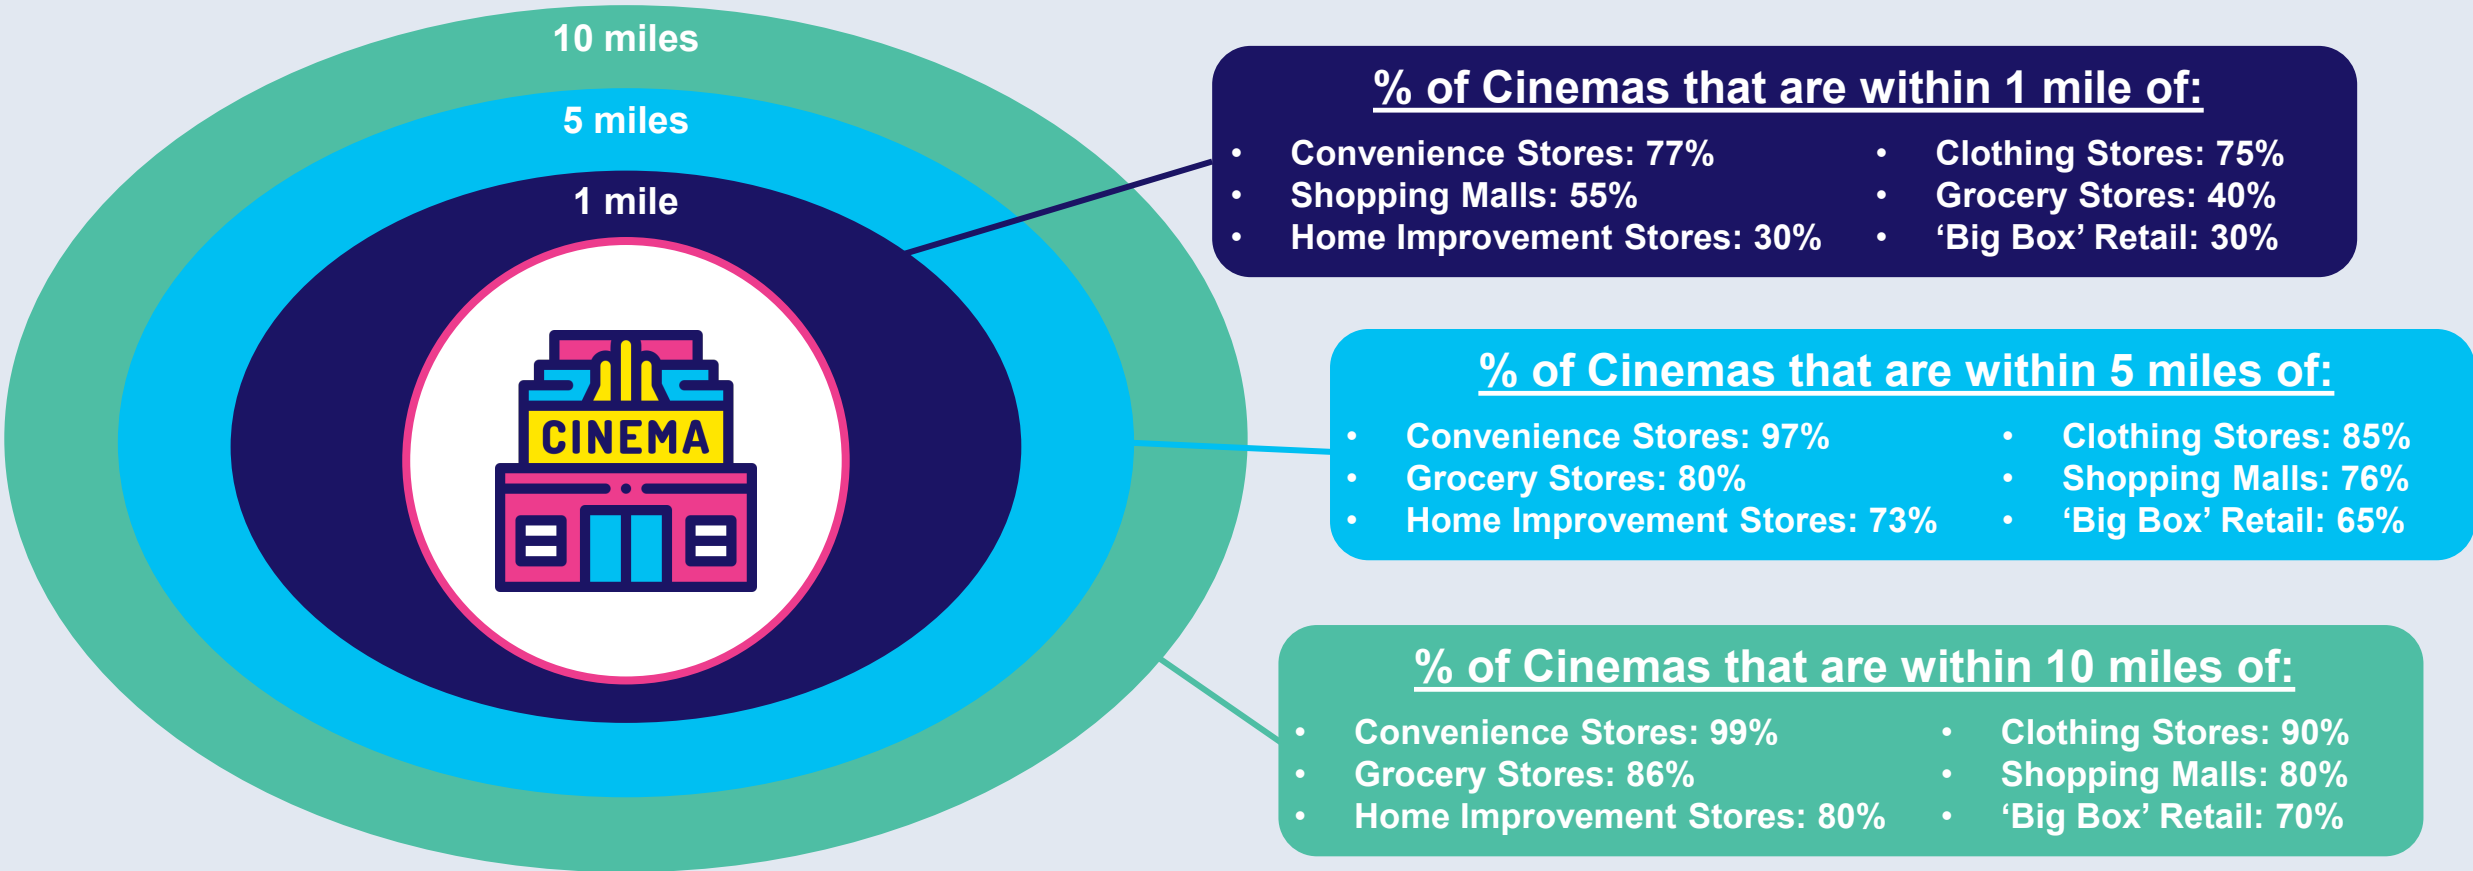 10 miles
5 miles
1 mile
CINEMA
% of Cinemas that are within 1 mile of:
• Convenience Stores: 77%
• Shopping Malls: 55%
• Home Improvement Stores: 30%
• Clothing Stores: 75%
• Grocery Stores: 40%
• ‘Big Box’ Retail: 30%
% of Cinemas that are within 5 miles of:
• Convenience Stores: 97%
• Grocery Stores: 80%
• Home Improvement Stores: 73%
• Clothing Stores: 85%
• Shopping Malls: 76%
• ‘Big Box’ Retail: 65%
% of Cinemas that are within 10 miles of:
• Convenience Stores: 99%
• Grocery Stores: 86%
• Home Improvement Stores: 80%
• Clothing Stores: 90%
• Shopping Malls: 80%
• ‘Big Box’ Retail: 70%